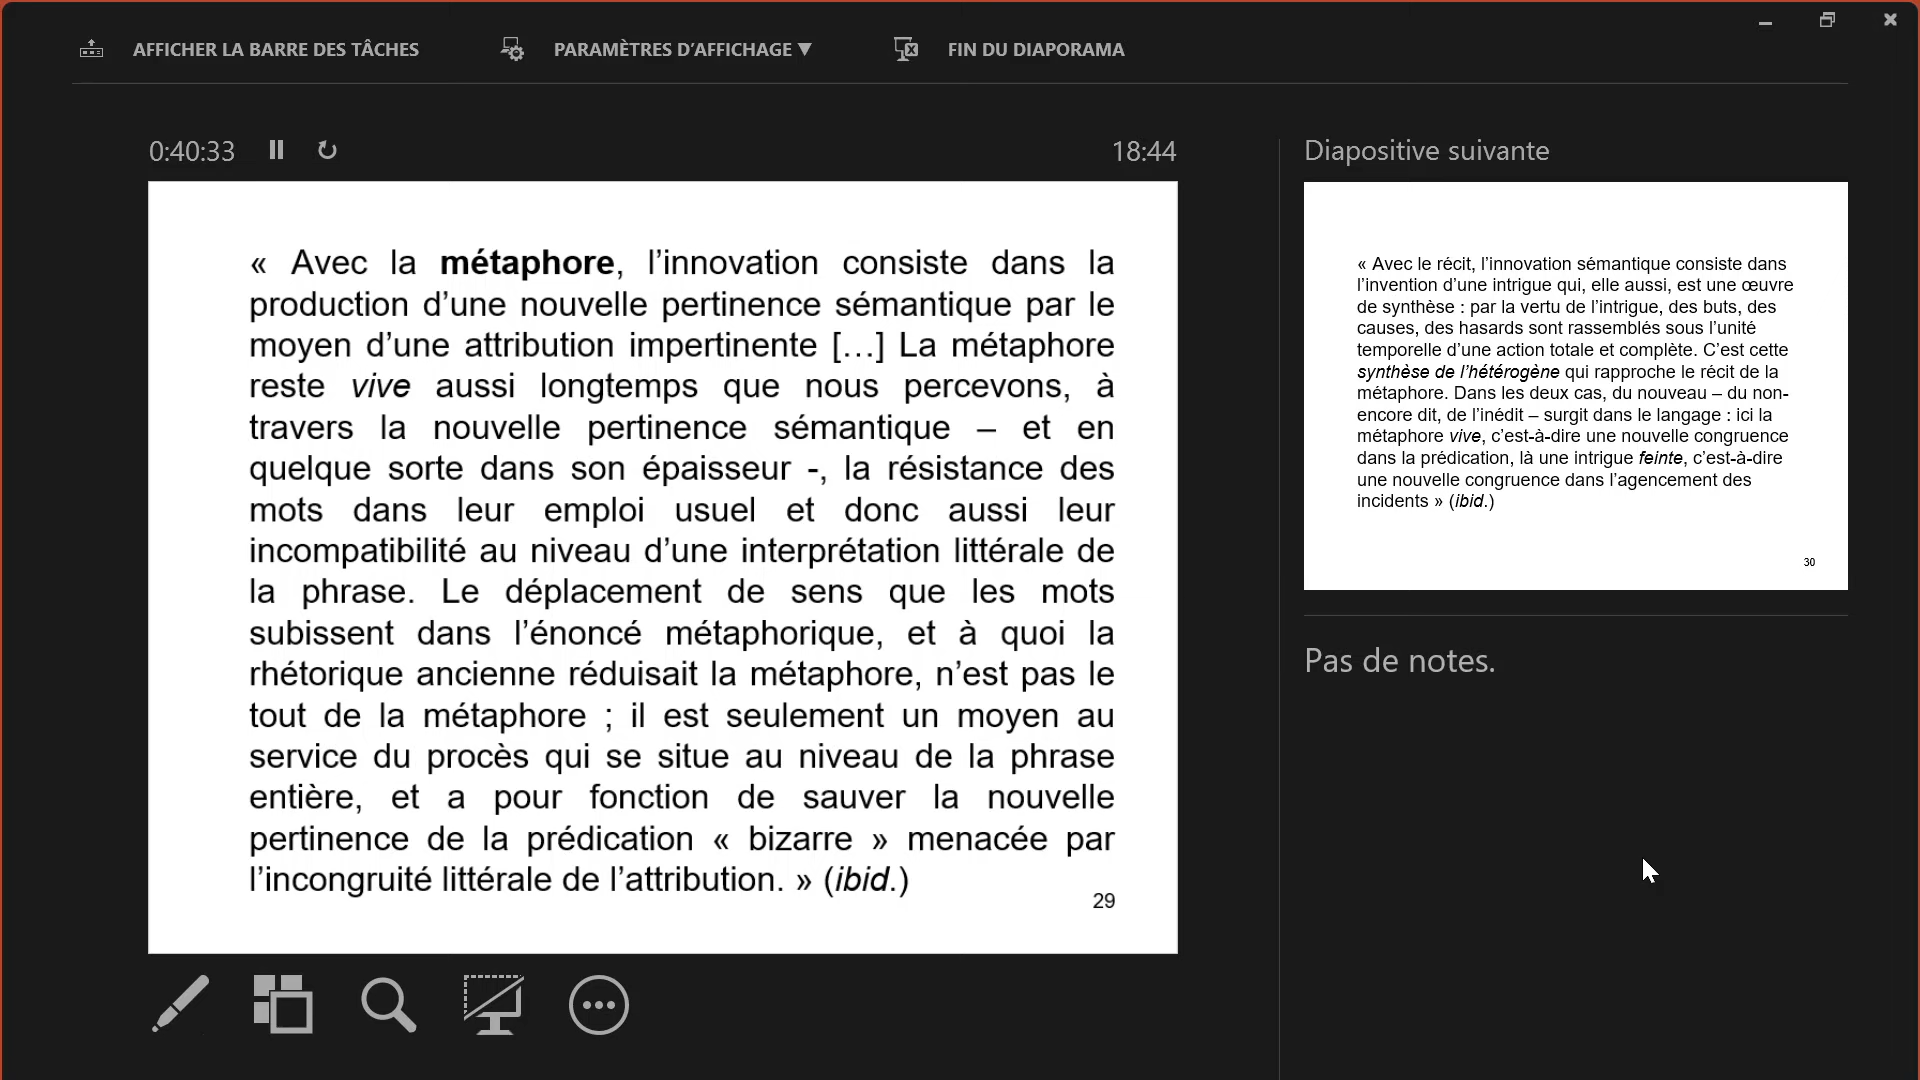 AFFICHER LA BARRE DES TÂCHES
PARAMÈTRES D'AFFICHAGE ▼
FIN DU DIAPORAMA
0:40:33
18:44
« Avec la métaphore, l’innovation consiste dans la
production d’une nouvelle pertinence sémantique par le
moyen d’une attribution impertinente […] La métaphore
reste vive aussi longtemps que nous percevons, à
travers la nouvelle pertinence sémantique – et en
quelque sorte dans son épaisseur -, la résistance des
mots dans leur emploi usuel et donc aussi leur
incompatibilité au niveau d’une interprétation littérale de
la phrase. Le déplacement de sens que les mots
subissent dans l’énoncé métaphorique, et à quoi la
rhétorique ancienne réduisait la métaphore, n’est pas le
tout de la métaphore ; il est seulement un moyen au
service du procès qui se situe au niveau de la phrase
entière, et a pour fonction de sauver la nouvelle
pertinence de la prédication « bizarre » menacée par
l’incongruité littérale de l’attribution. » (ibid.)
29
Diapositive suivante
« Avec le récit, l’innovation sémantique consiste dans
l’invention d’une intrigue qui, elle aussi, est une œuvre
de synthèse : par la vertu de l’intrigue, des buts, des
causes, des hasards sont rassemblés sous l’unité
temporelle d’une action totale et complète. C’est cette
synthèse de l’hétérogène qui rapproche le récit de la
métaphore. Dans les deux cas, du nouveau – du non-
encore dit, de l’inédit – surgit dans le langage : ici la
métaphore vive, c’est-à-dire une nouvelle congruence
dans la prédication, là une intrigue feinte, c’est-à-dire
une nouvelle congruence dans l’agencement des
incidents » (ibid.)
30
Pas de notes.